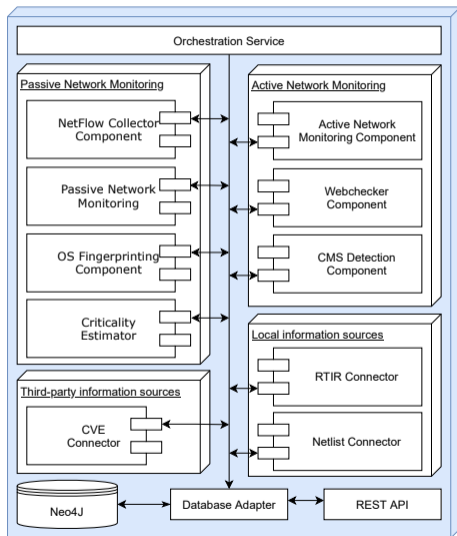 Orchestration Service
Passive Network Monitoring
NetFlow Collector
Component
Passive Network
Monitoring
OS Fingerprinting
Component
Criticality
Estimator
Active Network Monitoring
Active Network
Monitoring Component
Webchecker
Component
CMS Detection
Component
Third-party information sources
CVE
Connector
Local information sources
RTIR Connector
Netlist Connector
Neo4J
Database Adapter
REST API